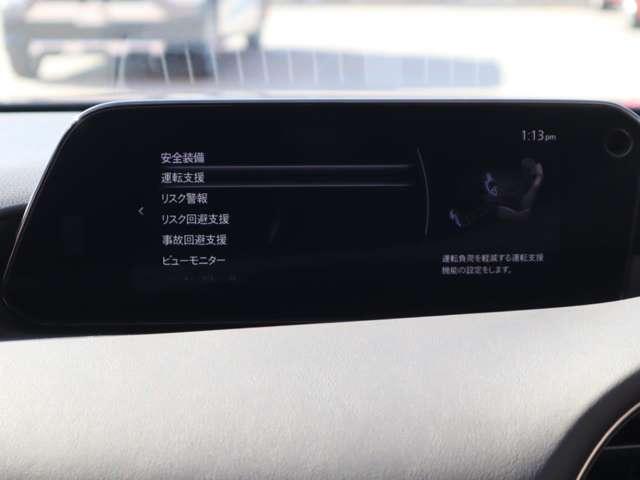 1:13 pm
安全装備
運転支援
リスク警報
リスク回避支援
事故回避支援
ビューモニター
運転負荷を軽減する運転支援
機能の設定をします。